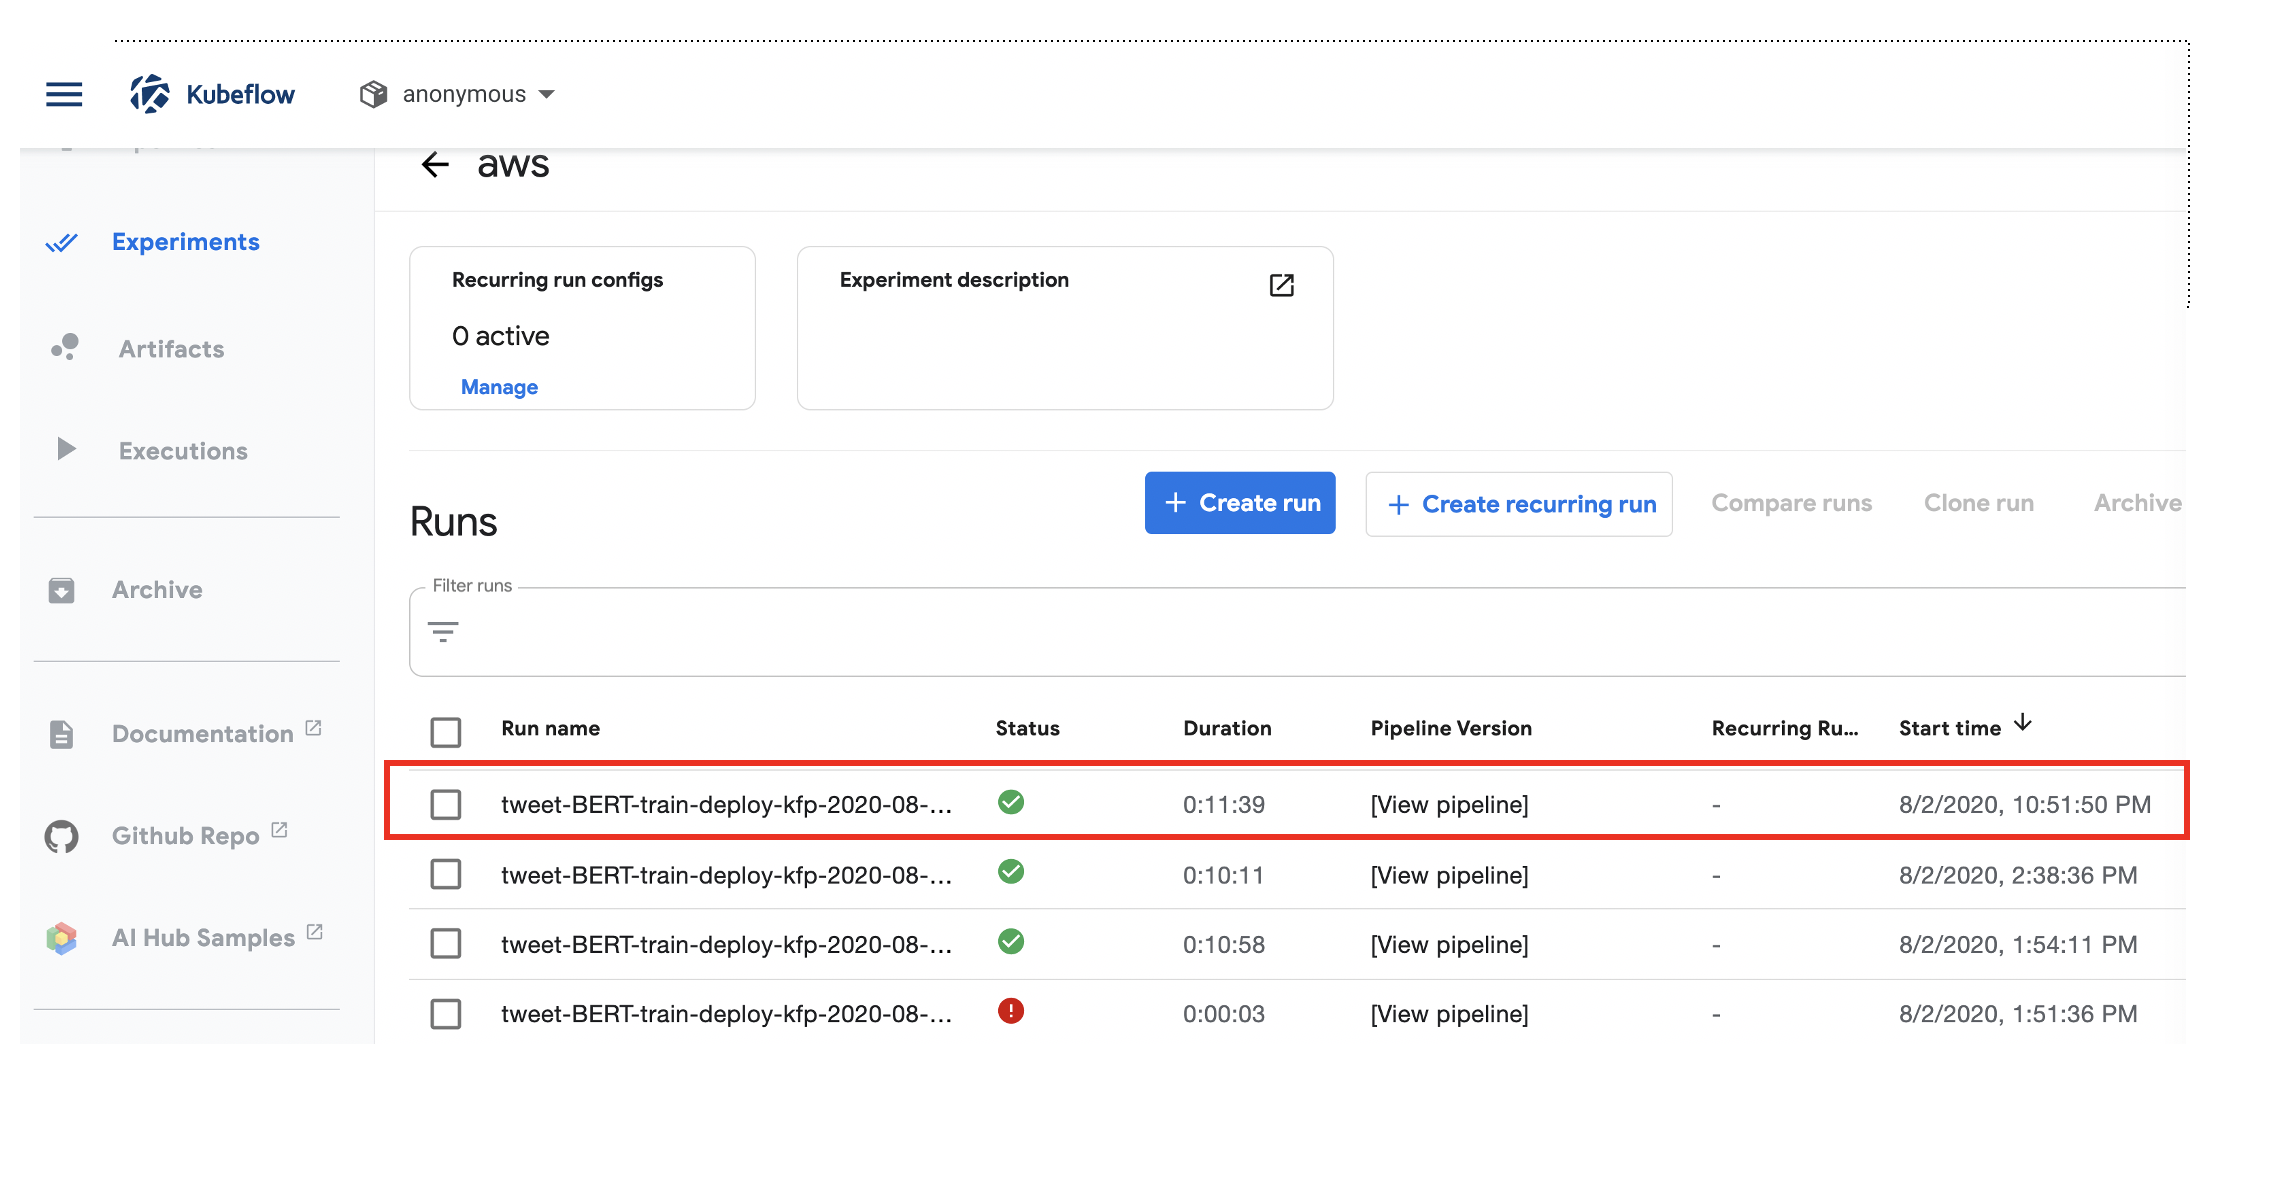 Kubeflow
anonymous
aws
Experiments
Artifacts
Executions
Archive
Documentation
Github Repo
AI Hub Samples
Recurring run configs
0 active
Manage
Experiment description
Runs
+ Create run
+ Create recurring run
Compare runs
Clone run
Archive
Filter runs
Run name Status Duration Pipeline Version Recurring Ru... Start time
tweet-BERT-train-deploy-kfp-2020-08-... 0:11:39 [View pipeline] - 8/2/2020, 10:51:50 PM
tweet-BERT-train-deploy-kfp-2020-08-... 0:10:11 [View pipeline] - 8/2/2020, 2:38:36 PM
tweet-BERT-train-deploy-kfp-2020-08-... 0:10:58 [View pipeline] - 8/2/2020, 1:54:11 PM
tweet-BERT-train-deploy-kfp-2020-08-... 0:00:03 [View pipeline] - 8/2/2020, 1:51:36 PM